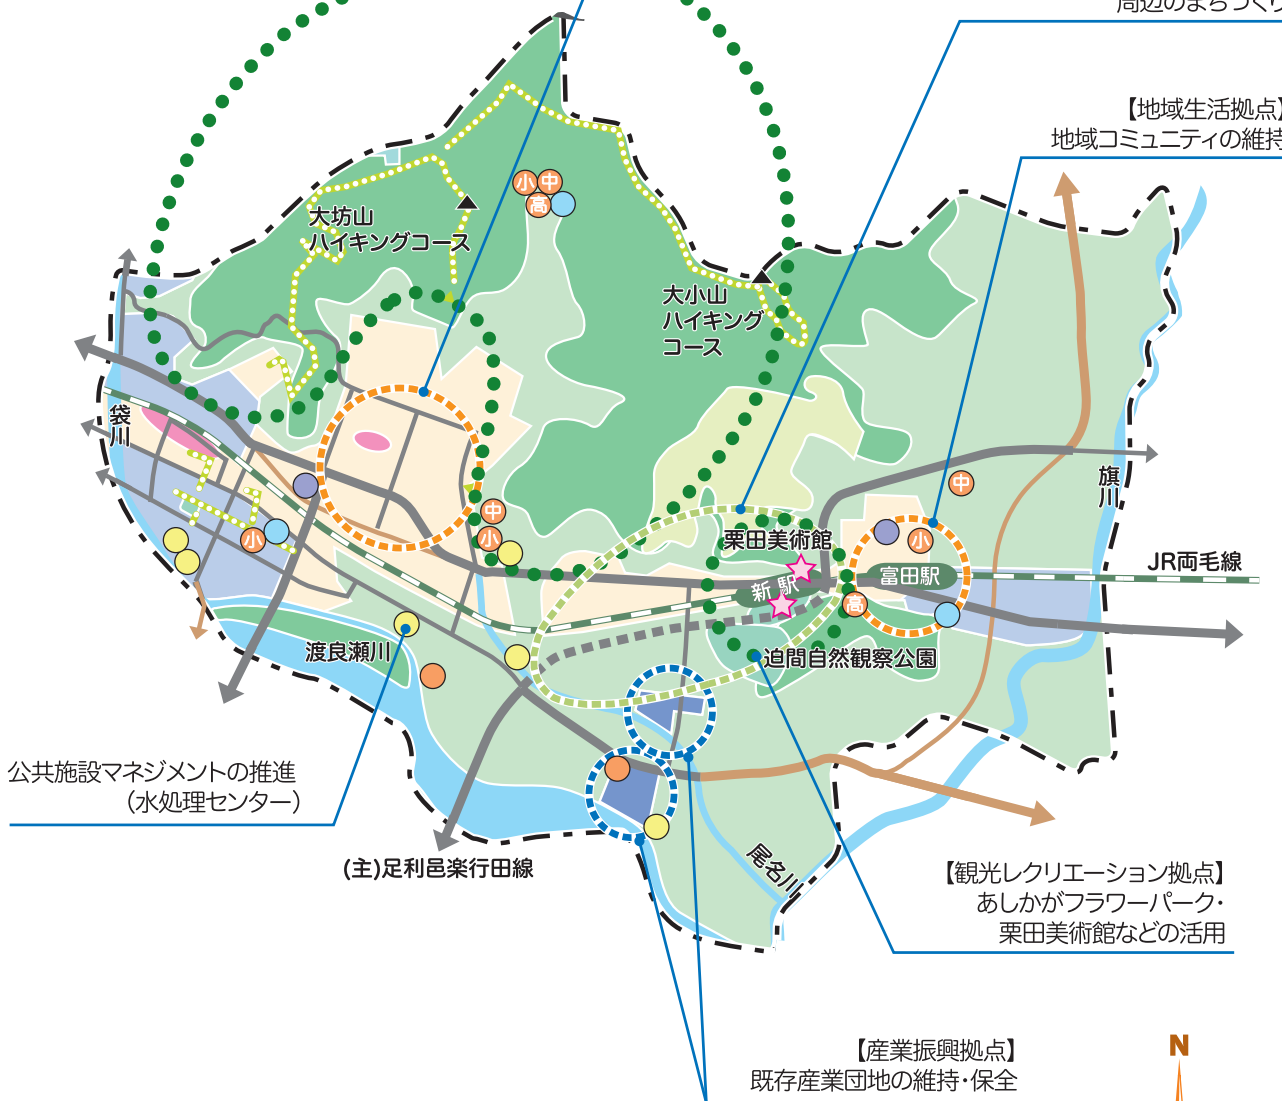 周辺のまちづくり
【地域生活拠点】
地域コミュニティの維持
小
中
高
大坊山
ハイキングコース
大小山
ハイキング
コース
袋川
中
旗川
中
小
小
栗田美術館
小
富田駅
JR両毛線
新駅
高
渡良瀬川
迫間自然観察公園
公共施設マネジメントの推進
（水処理センター）
(主)足利邑楽行田線
尾名川
【観光レクリエーション拠点】
あしかがフラワーパーク・
栗田美術館などの活用
【産業振興拠点】
既存産業団地の維持・保全
N